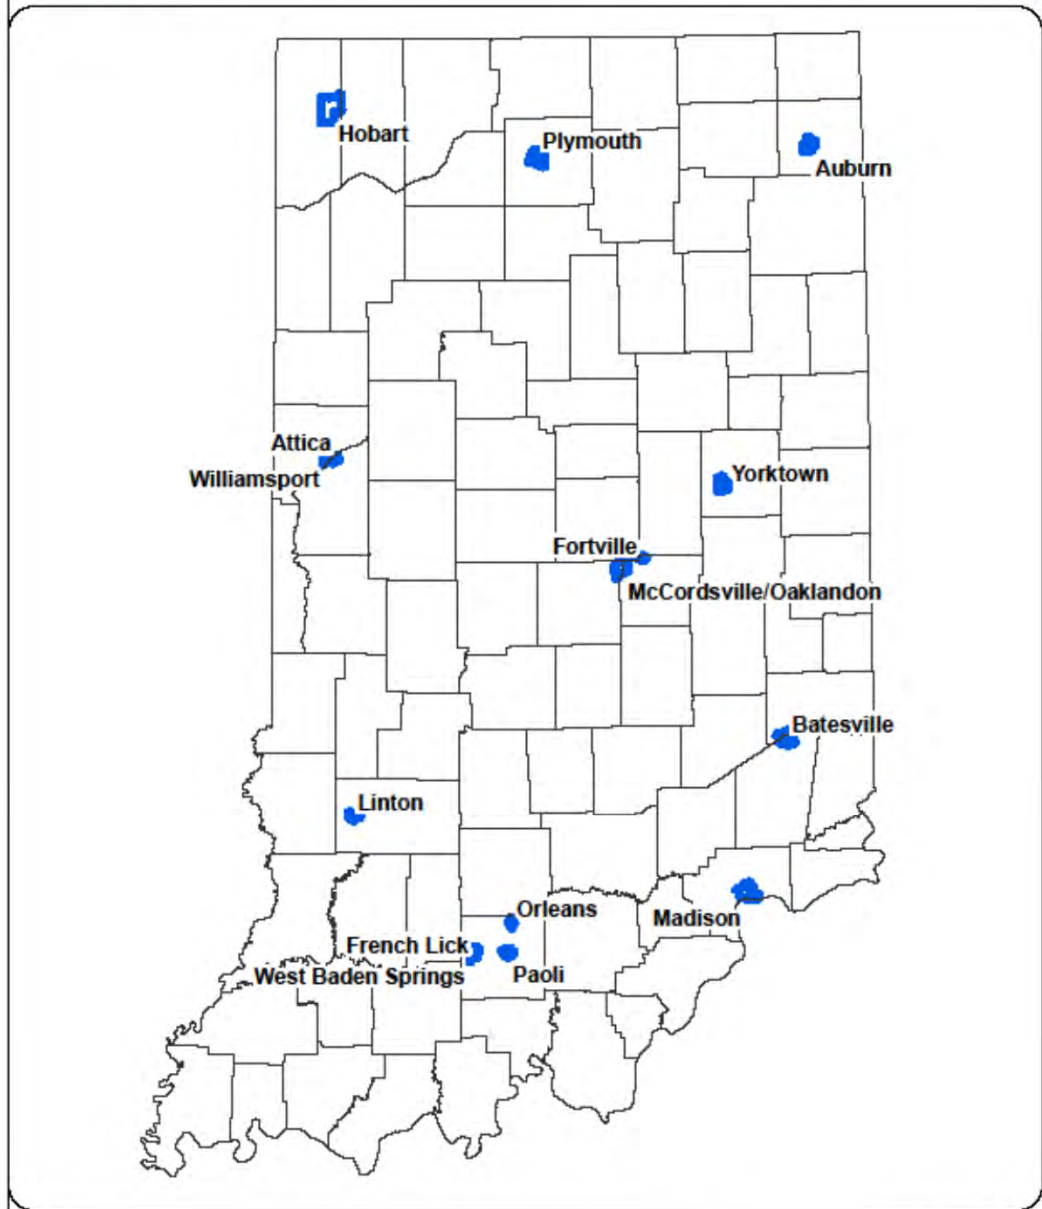 Hobart
Plymouth
Auburn
Attica
Williamsport
Yorktown
Fortville
McCordsville/Oaklandon
Batesville
Linton
Orleans
Madison
French Lick
West Baden Springs
Paoli